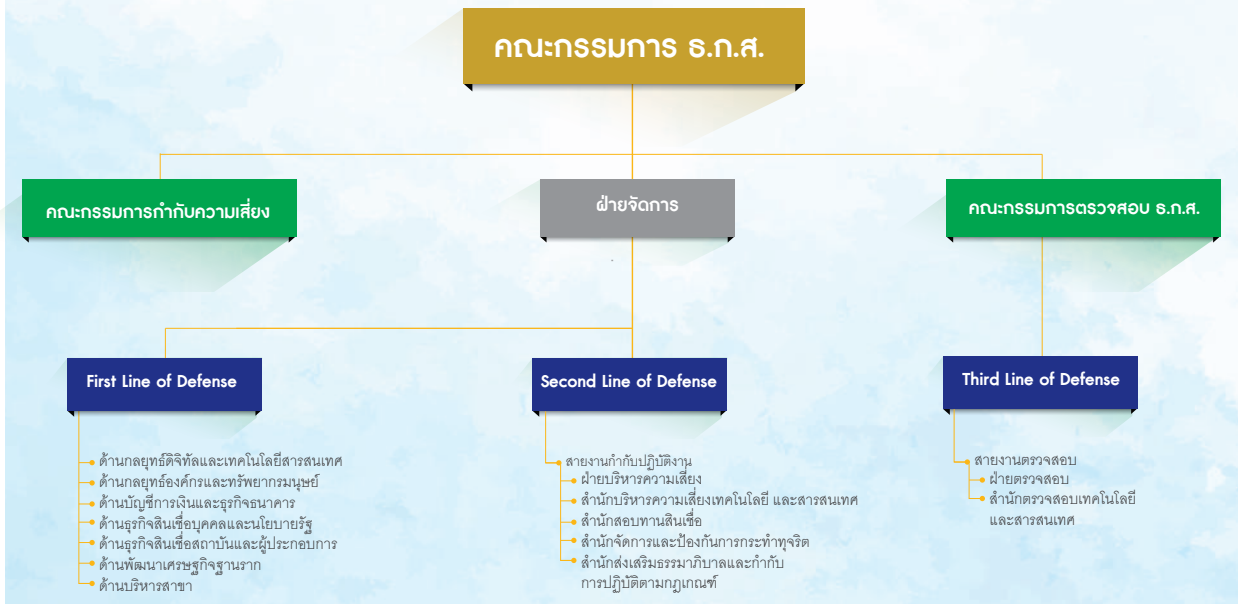 คณะกรรมการ ธ.ก.ส.
คณะกรรมการกำกับความเสี่ยง
ฝ่ายจัดการ
คณะกรรมการตรวจสอบ ธ.ก.ส.
First Line of Defense
ด้านกลยุทธ์ดิจิทัลและเทคโนโลยีสารสนเทศ
ด้านกลยุทธ์องค์กรและทรัพยากรมนุษย์
ด้านบัญชีการเงินและธุรกิจธนาคาร
ด้านธุรกิจสินเชื่อบุคคลและนโยบายรัฐ
ด้านธุรกิจสินเชื่อสถาบันและผู้ประกอบการ
ด้านพัฒนาเศรษฐกิจฐานราก
ด้านบริหารสาขา
Second Line of Defense
สายงานกำกับปฏิบัติงาน
ฝ่ายบริหารความเสี่ยง
สำนักบริหารความเสี่ยงเทคโนโลยี และสารสนเทศ
สำนักสอบทานสินเชื่อ
สำนักจัดการและป้องกันการกระทำทุจริต
สำนักส่งเสริมธรรมาภิบาลและกำกับ
การปฏิบัติตามกฎเกณฑ์
Third Line of Defense
สายงานตรวจสอบ
ฝ่ายตรวจสอบ
สำนักตรวจสอบเทคโนโลยี
และสารสนเทศ